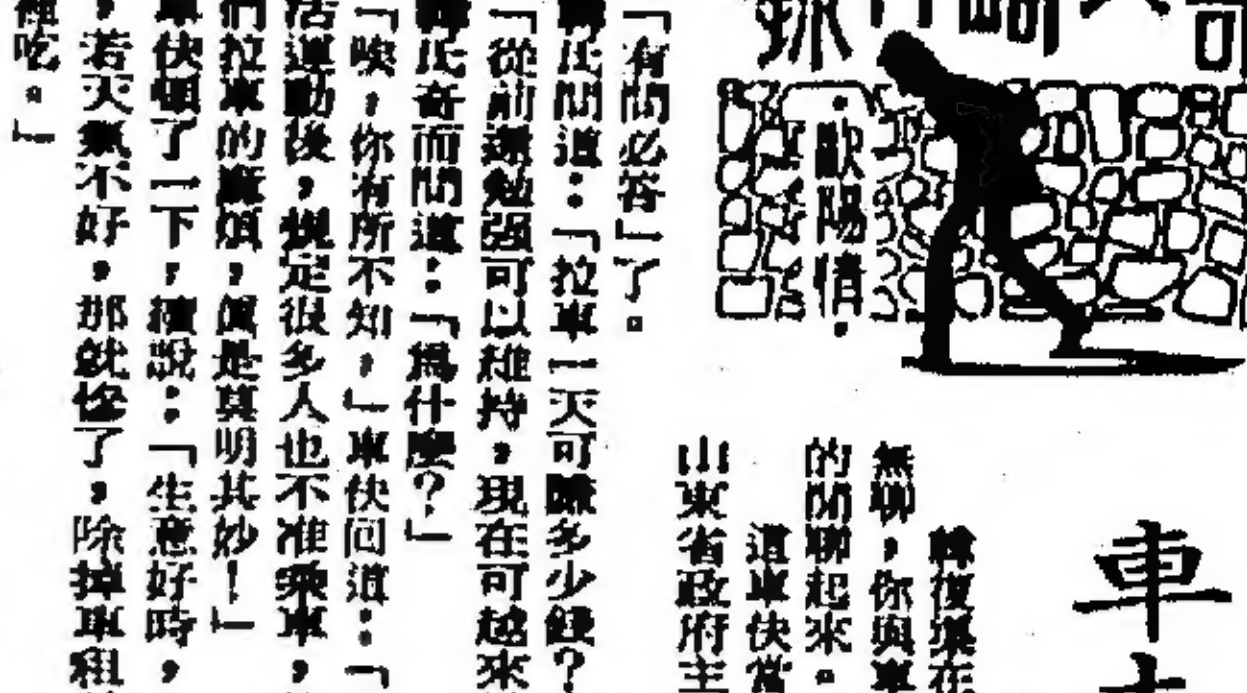 ·歐陽情·
車
韓復榘在
無聊，你與車
的閒聊起來。
這車伕當
山東省政府主
「有問必答」了。
韓氏問道：「拉車一天可賺多少錢？
「從前還勉强可以維持，現在可越來
韓氏奇而問道：「爲什麼？」
「唉，你有所不知，」車伕回道：「
活運動後，規定很多人也不准乘車，
們拉車的麻煩，眞是莫明其妙！」
車伕頓了一下，續說：「生意好時，
，若天氣不好，那就慘了，除掉車租
裡吃。」